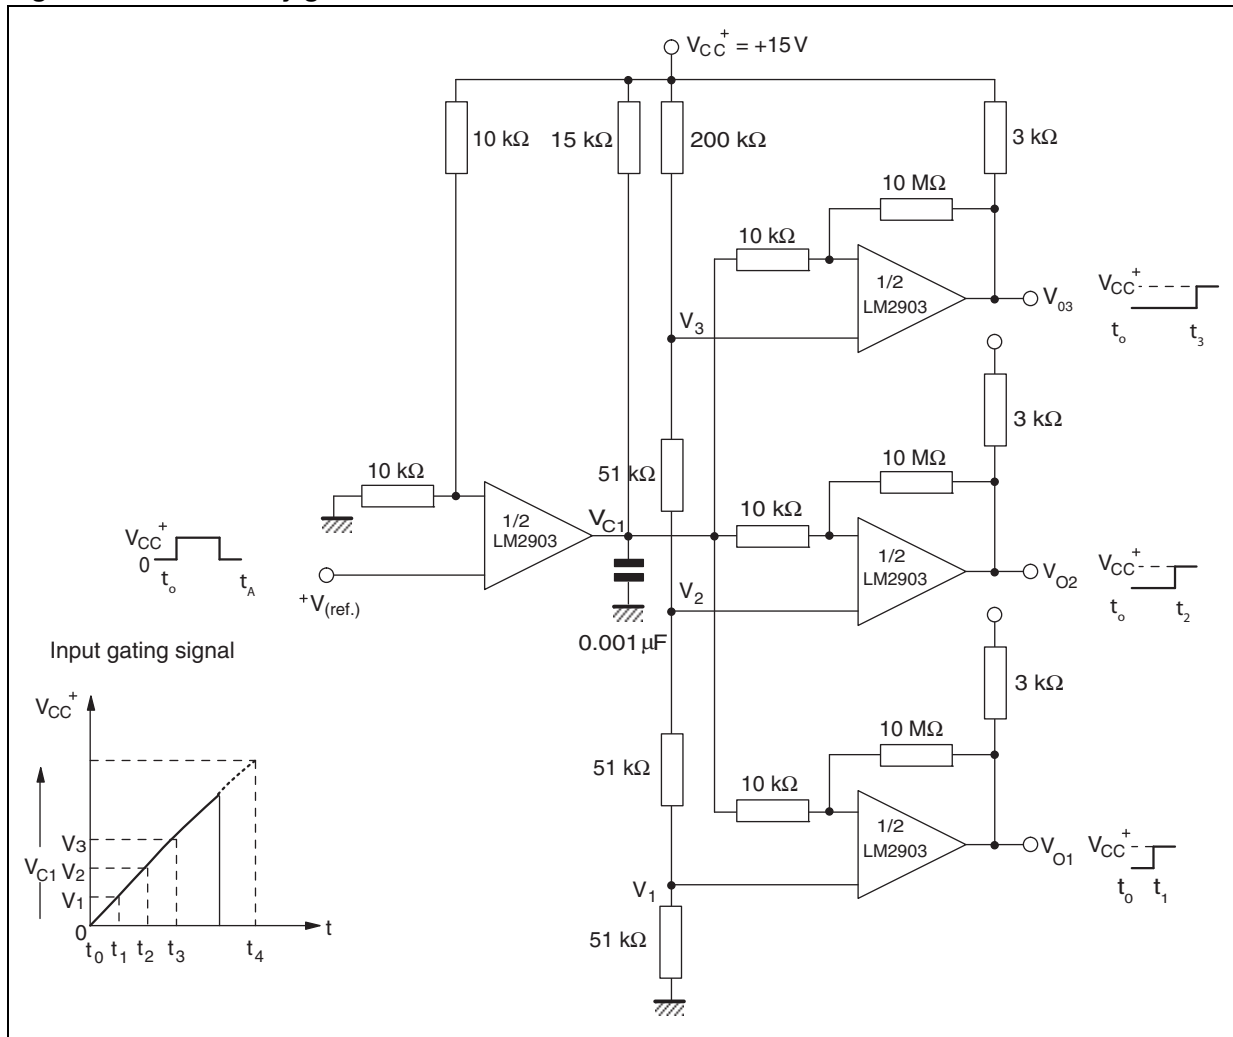 V_CC^+ = +15 V
10 kΩ
15 kΩ
200 kΩ
3 kΩ
10 MΩ
10 kΩ
1/2
LM2903
V_3
V_03
V_CC^+
t_o t_3
3 kΩ
10 kΩ
51 kΩ
10 MΩ
10 kΩ
1/2
LM2903
V_C1
1/2
LM2903
V_O2
V_CC^+
t_o t_2
V_CC^+
0
t_o t_A
+V_(ref.)
V_2
0.001 µF
Input gating signal
3 kΩ
V_CC^+
10 MΩ
51 kΩ
10 kΩ
1/2
LM2903
V_O1
V_CC^+
t_o t_1
V_3
V_C1
V_2
V_1
0
t
t_0 t_1 t_2 t_3 t_4
V_1
51 kΩ